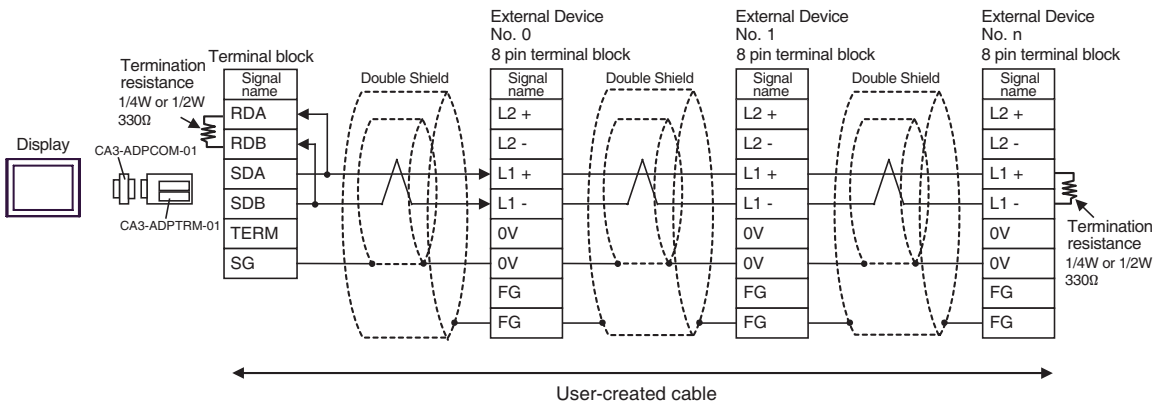 Display
CA3-ADPCOM-01
CA3-ADPTRM-01
Termination
resistance
1/4W or 1/2W
330Ω
Terminal block
Signal
name
RDA
RDB
SDA
SDB
TERM
SG
Double Shield
External Device
No. 0
8 pin terminal block
Signal
name
L2 +
L2 -
L1 +
L1 -
0V
0V
FG
FG
Double Shield
External Device
No. 1
8 pin terminal block
Signal
name
L2 +
L2 -
L1 +
L1 -
0V
0V
FG
FG
Double Shield
External Device
No. n
8 pin terminal block
Signal
name
L2 +
L2 -
L1 +
L1 -
0V
0V
FG
FG
Termination
resistance
1/4W or 1/2W
330Ω
User-created cable